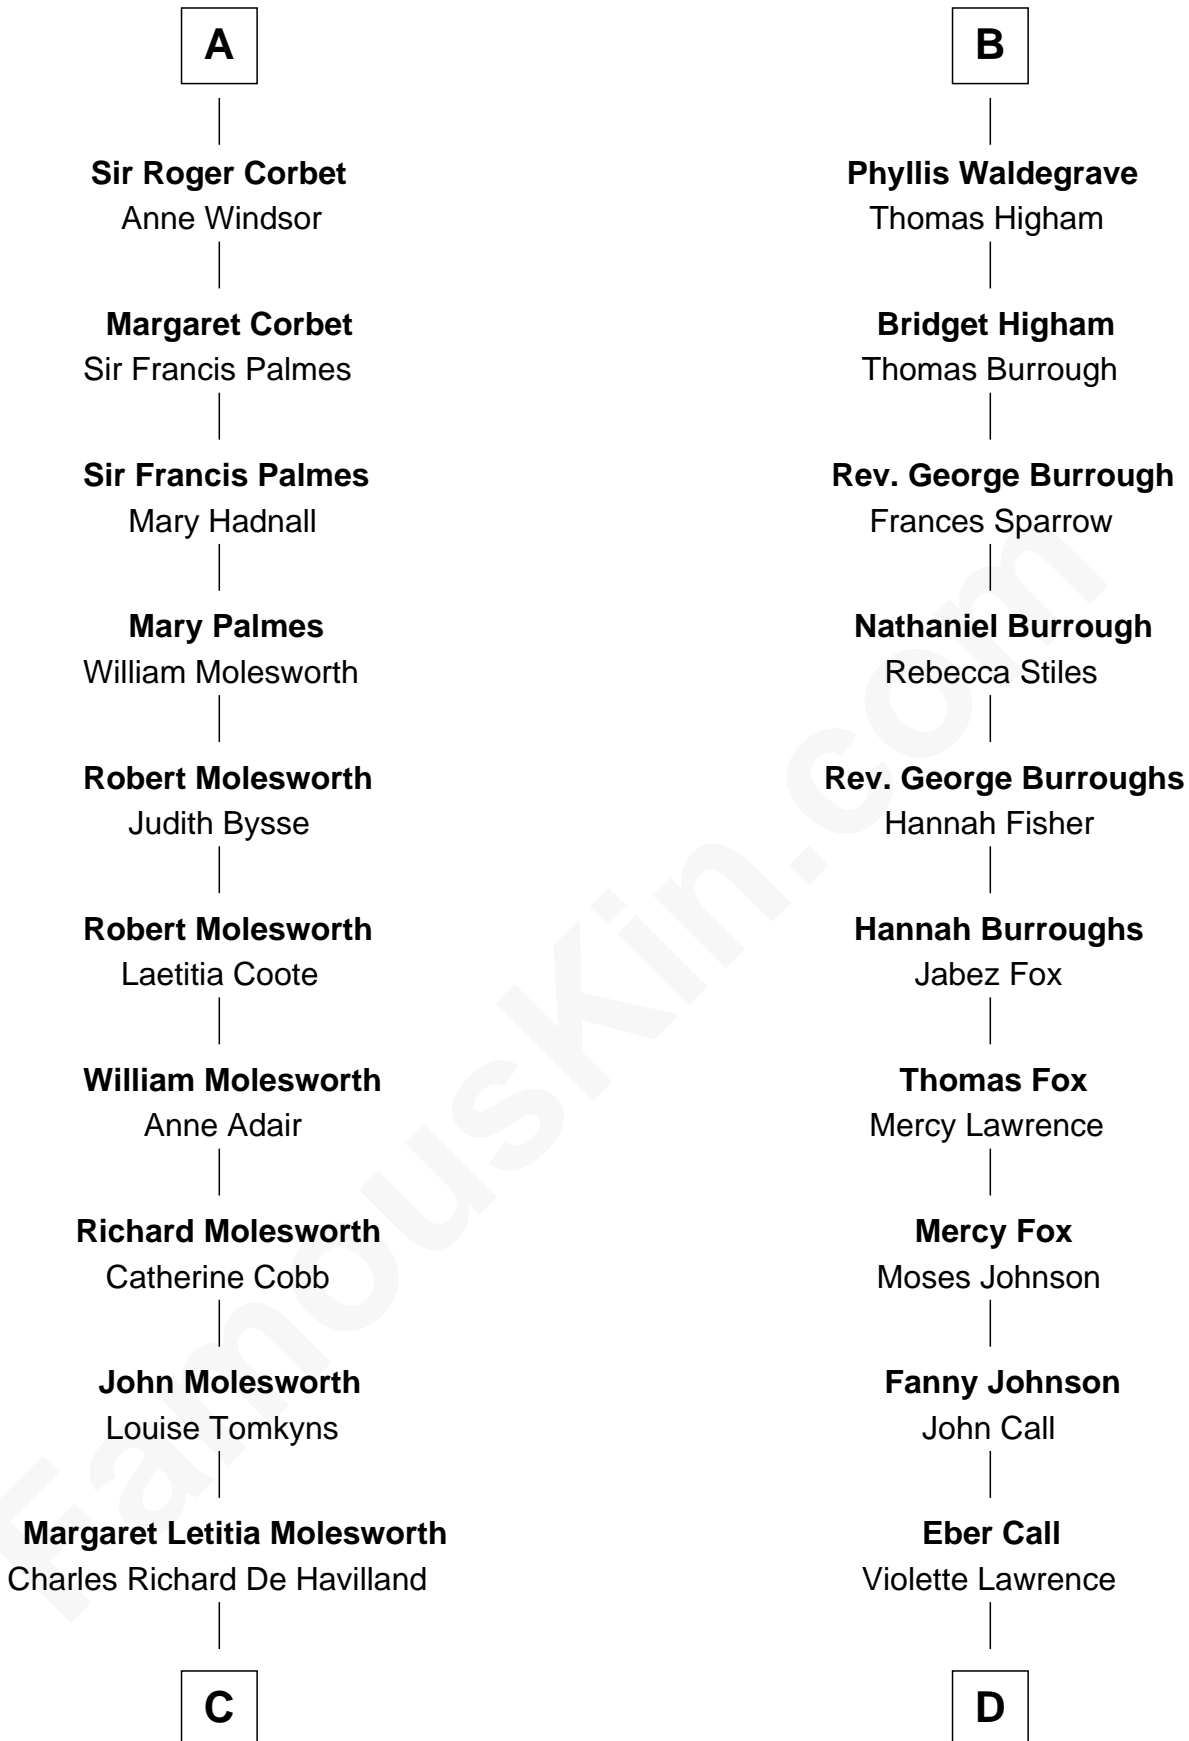 A
Sir Roger Corbet
Anne Windsor
Margaret Corbet
Sir Francis Palmes
Sir Francis Palmes
Mary Hadnall
Mary Palmes
William Molesworth
Robert Molesworth
Judith Bysse
Robert Molesworth
Laetitia Coote
William Molesworth
Anne Adair
Richard Molesworth
Catherine Cobb
John Molesworth
Louise Tomkyns
Margaret Letitia Molesworth
Charles Richard De Havilland
C
B
Phyllis Waldegrave
Thomas Higham
Bridget Higham
Thomas Burrough
Rev. George Burrough
Frances Sparrow
Nathaniel Burrough
Rebecca Stiles
Rev. George Burroughs
Hannah Fisher
Hannah Burroughs
Jabez Fox
Thomas Fox
Mercy Lawrence
Mercy Fox
Moses Johnson
Fanny Johnson
John Call
Eber Call
Violette Lawrence
D
FamousKin.com